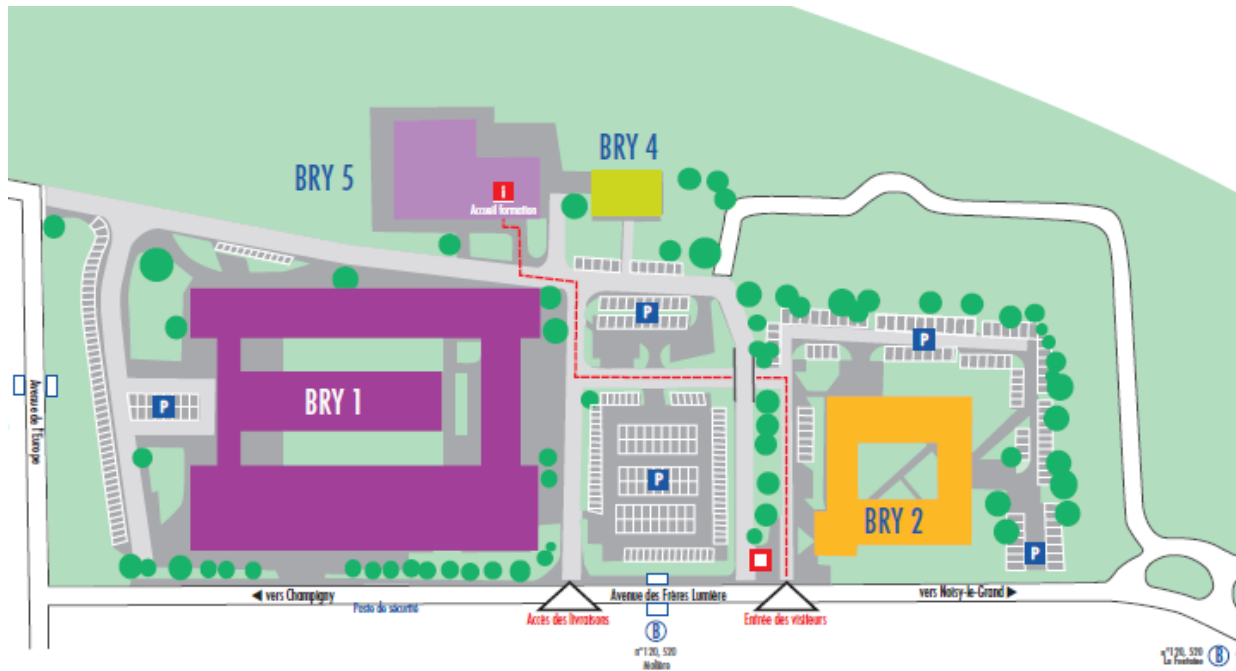 BRY 4
BRY 5
i
Accueil formation
P
P
BRY 1
P
Avenue de l'Europe
P
BRY 2
P
◄ vers Champigny
Poste de sécurité
Accès des livraisons
Avenue des Frères Lumière
Entrée des visiteurs
vers Noisy-le-Grand ►
B
n°120, 520
Molière
n°120, 520
La Fontaine
B